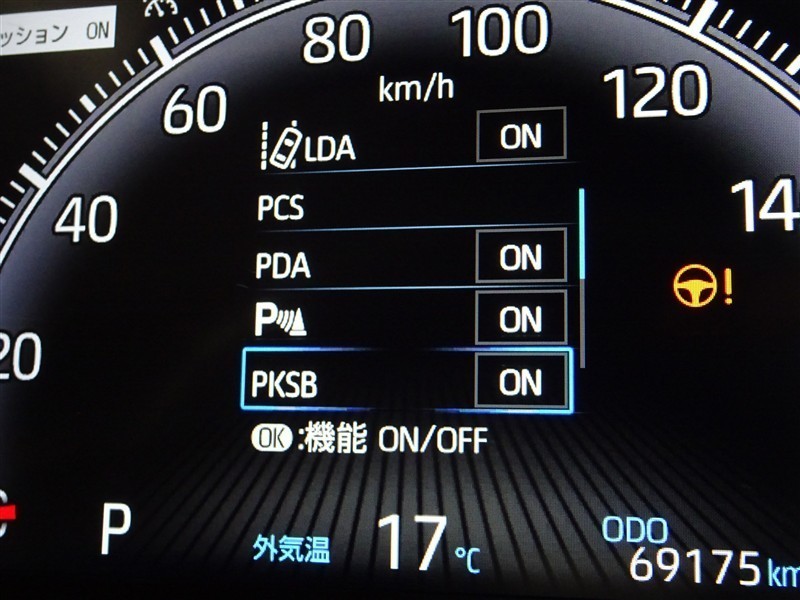 ッション ON
80
100
km/h
60
120
LDA ON
PCS
40
14
PDA ON
P ON
20
PKSB ON
OK :機能 ON/OFF
P
外気温 17℃
ODO
69175 km